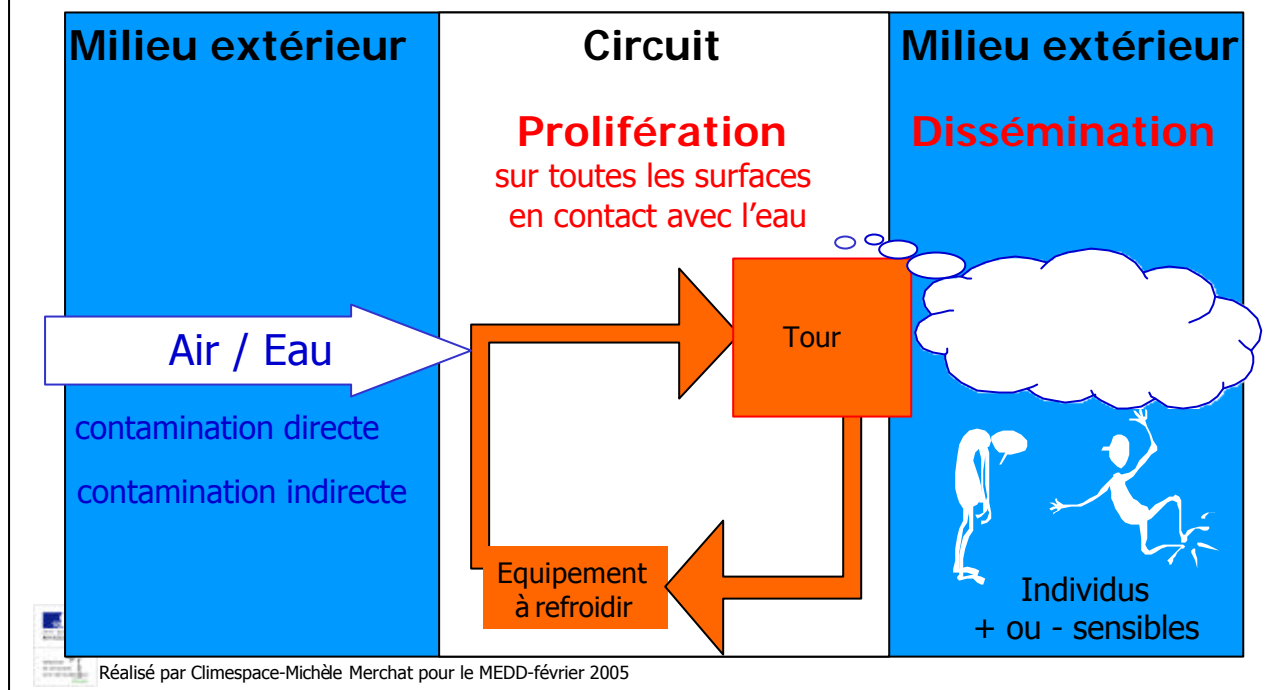 Milieu extérieur
Circuit
Milieu extérieur
Prolifération
sur toutes les surfaces
en contact avec l’eau
Dissémination
Air / Eau
contamination directe
contamination indirecte
Tour
Equipement
à refroidir
Individus
+ ou - sensibles
Réalisé par Climespace-Michèle Merchat pour le MEDD-février 2005